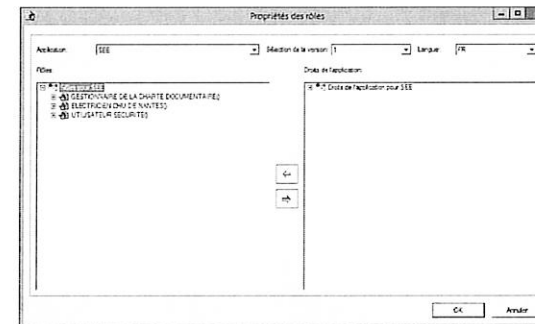 Propriétés des rôles
Application: SEE Sélection de la version 1 Langue FR
Rôles Droits de l'application
Rôles pour SEE
GESTIONNAIRE DE LA CHARTE DOCUMENTAIRE()
ELECTRICIEN CHU DE NANTES()
UTILISATEUR SECURITE()
Droits de l'application pour SEE
OK Annuler